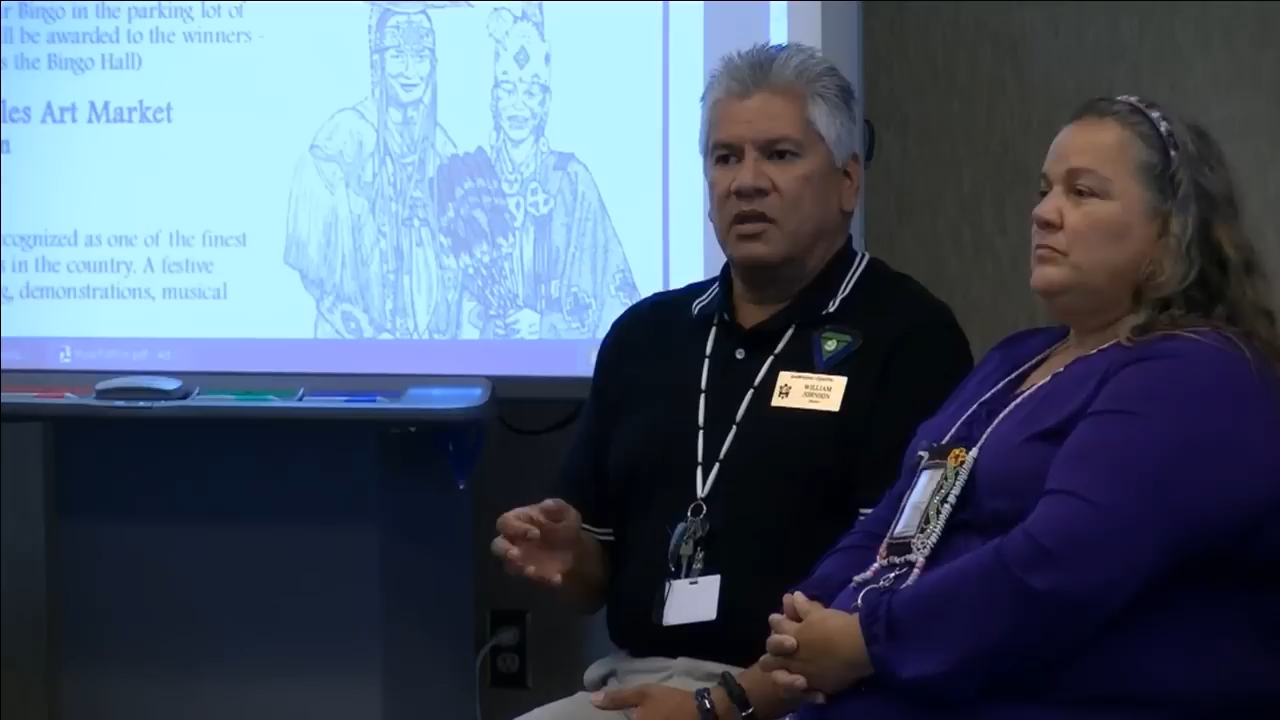 r Bingo in the parking lot of
ll be awarded to the winners -
s the Bingo Hall)
les Art Market
n
cognized as one of the finest
s in the country. A festive
g, demonstrations, musical
WILLIAM
JOHNSON